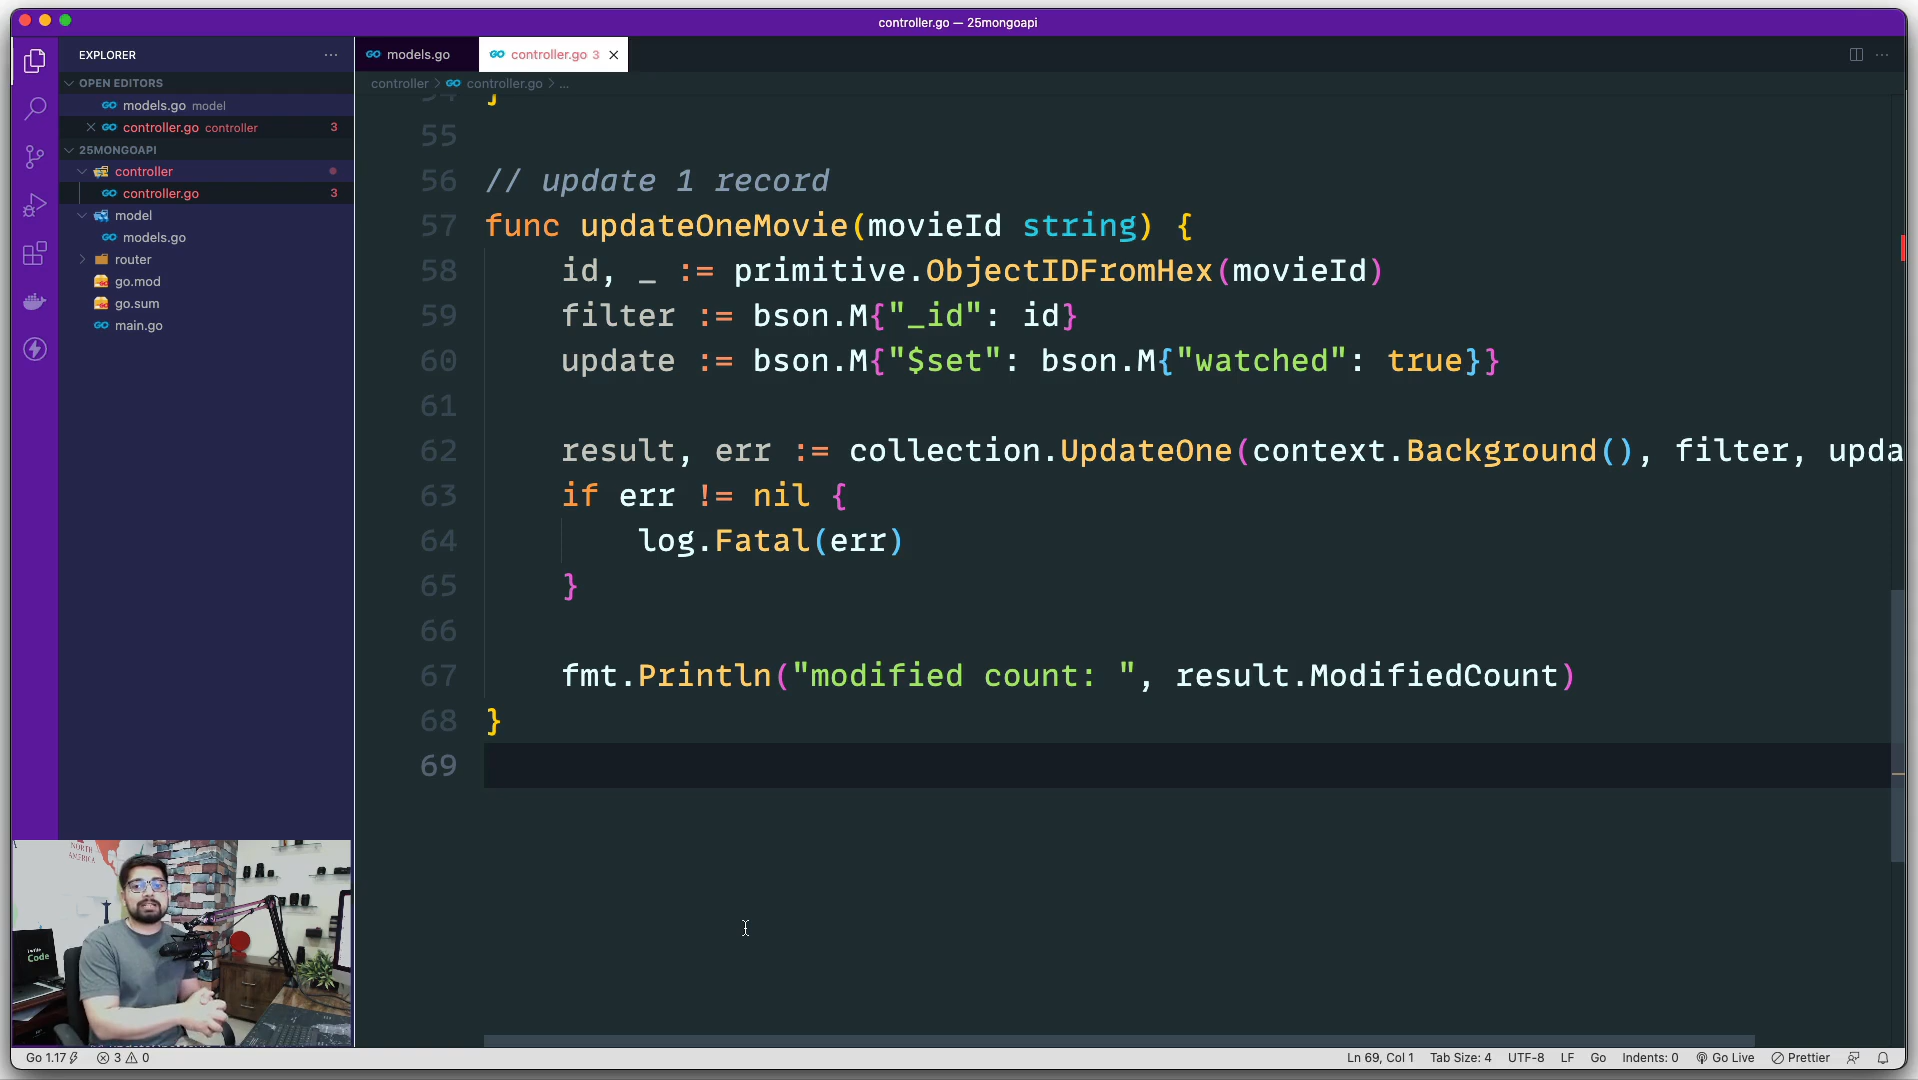 controller.go — 25mongoapi
EXPLORER
models.go
controller.go 3
OPEN EDITORS
controller > controller.go > ...
models.go model
controller.go controller 3
25MONGOAPI
controller
controller.go 3
model
models.go
router
go.mod
go.sum
main.go
54 }
55
56 // update 1 record
57 func updateOneMovie(movieId string) {
58 id, _ := primitive.ObjectIDFromHex(movieId)
59 filter := bson.M{"_id": id}
60 update := bson.M{"$set": bson.M{"watched": true}}
61
62 result, err := collection.UpdateOne(context.Background(), filter, upda
63 if err != nil {
64 log.Fatal(err)
65 }
66
67 fmt.Println("modified count: ", result.ModifiedCount)
68 }
69
NORTH
AMERICA
I write
Code
Go 1.17 3 0 Ln 69, Col 1 Tab Size: 4 UTF-8 LF Go Indents: 0 Go Live Prettier